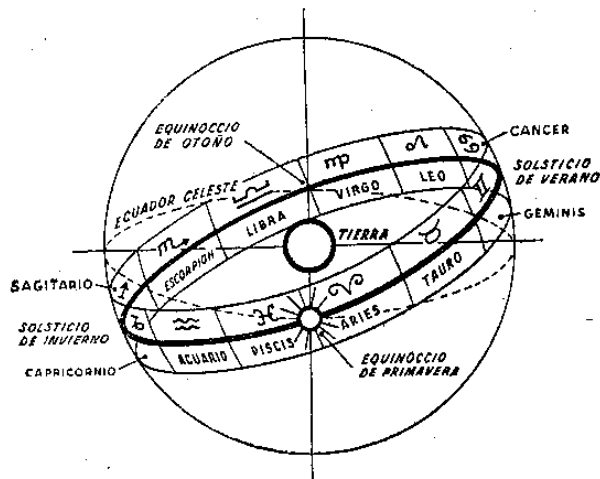 EQUINOCCIO
DE OTOÑO
CANCER
♍
♌
♋
SOLSTICIO
DE VERANO
ECUADOR CELESTE
♎
VIRGO
LEO
♊
LIBRA
GEMINIS
♏
ESCORPION
TIERRA
♉
SAGITARIO
♐
TAURO
♈
SOLSTICIO
DE INVIERNO
♑
♒
♓
ARIES
CAPRICORNIO
ACUARIO
PISCIS
EQUINOCCIO
DE PRIMAVERA